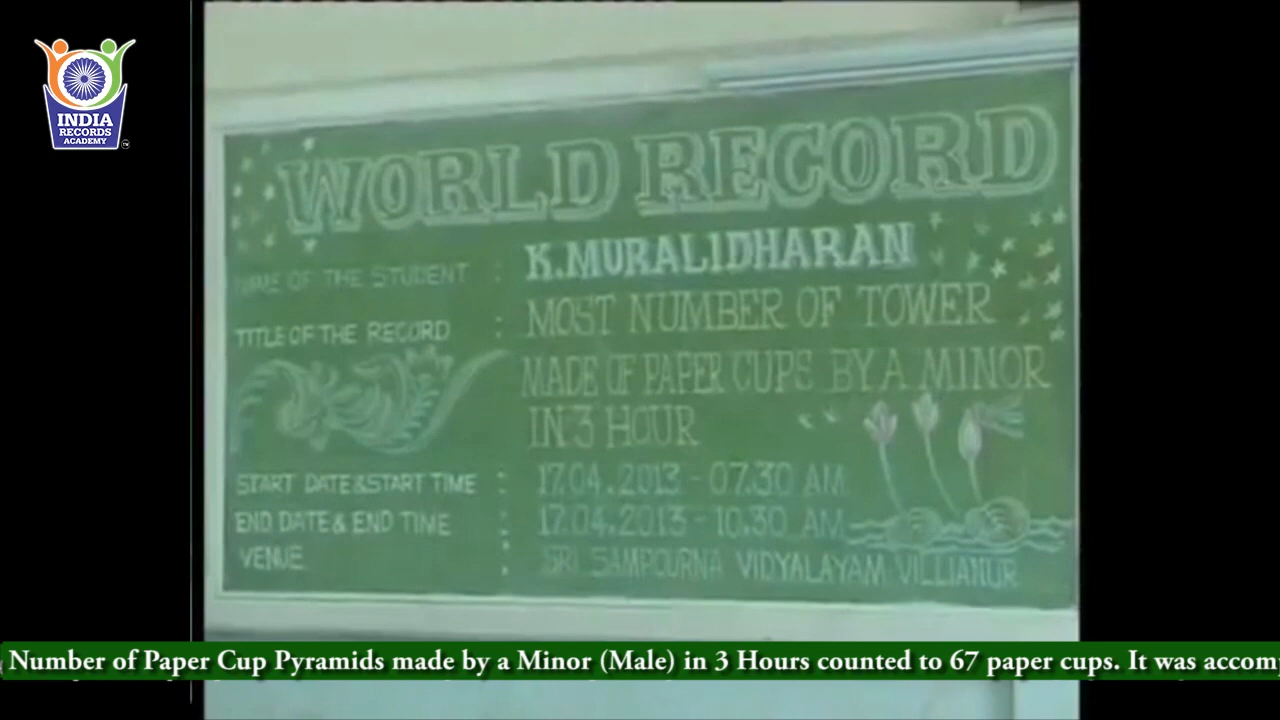 INDIA
RECORDS
ACADEMY
TM
WORLD RECORD
NAME OF THE STUDENT : K.MURALIDHARAN
TITLE OF THE RECORD : MOST NUMBER OF TOWER
MADE OF PAPER CUPS BY A MINOR
IN 3 HOUR
START DATE & START TIME : 17.04.2013 - 07.30 AM
END DATE & END TIME : 17.04.2013 - 10.30 AM
VENUE : SRI SAMPOURNA VIDYALAYAM VILLIANUR
Number of Paper Cup Pyramids made by a Minor (Male) in 3 Hours counted to 67 paper cups. It was accom